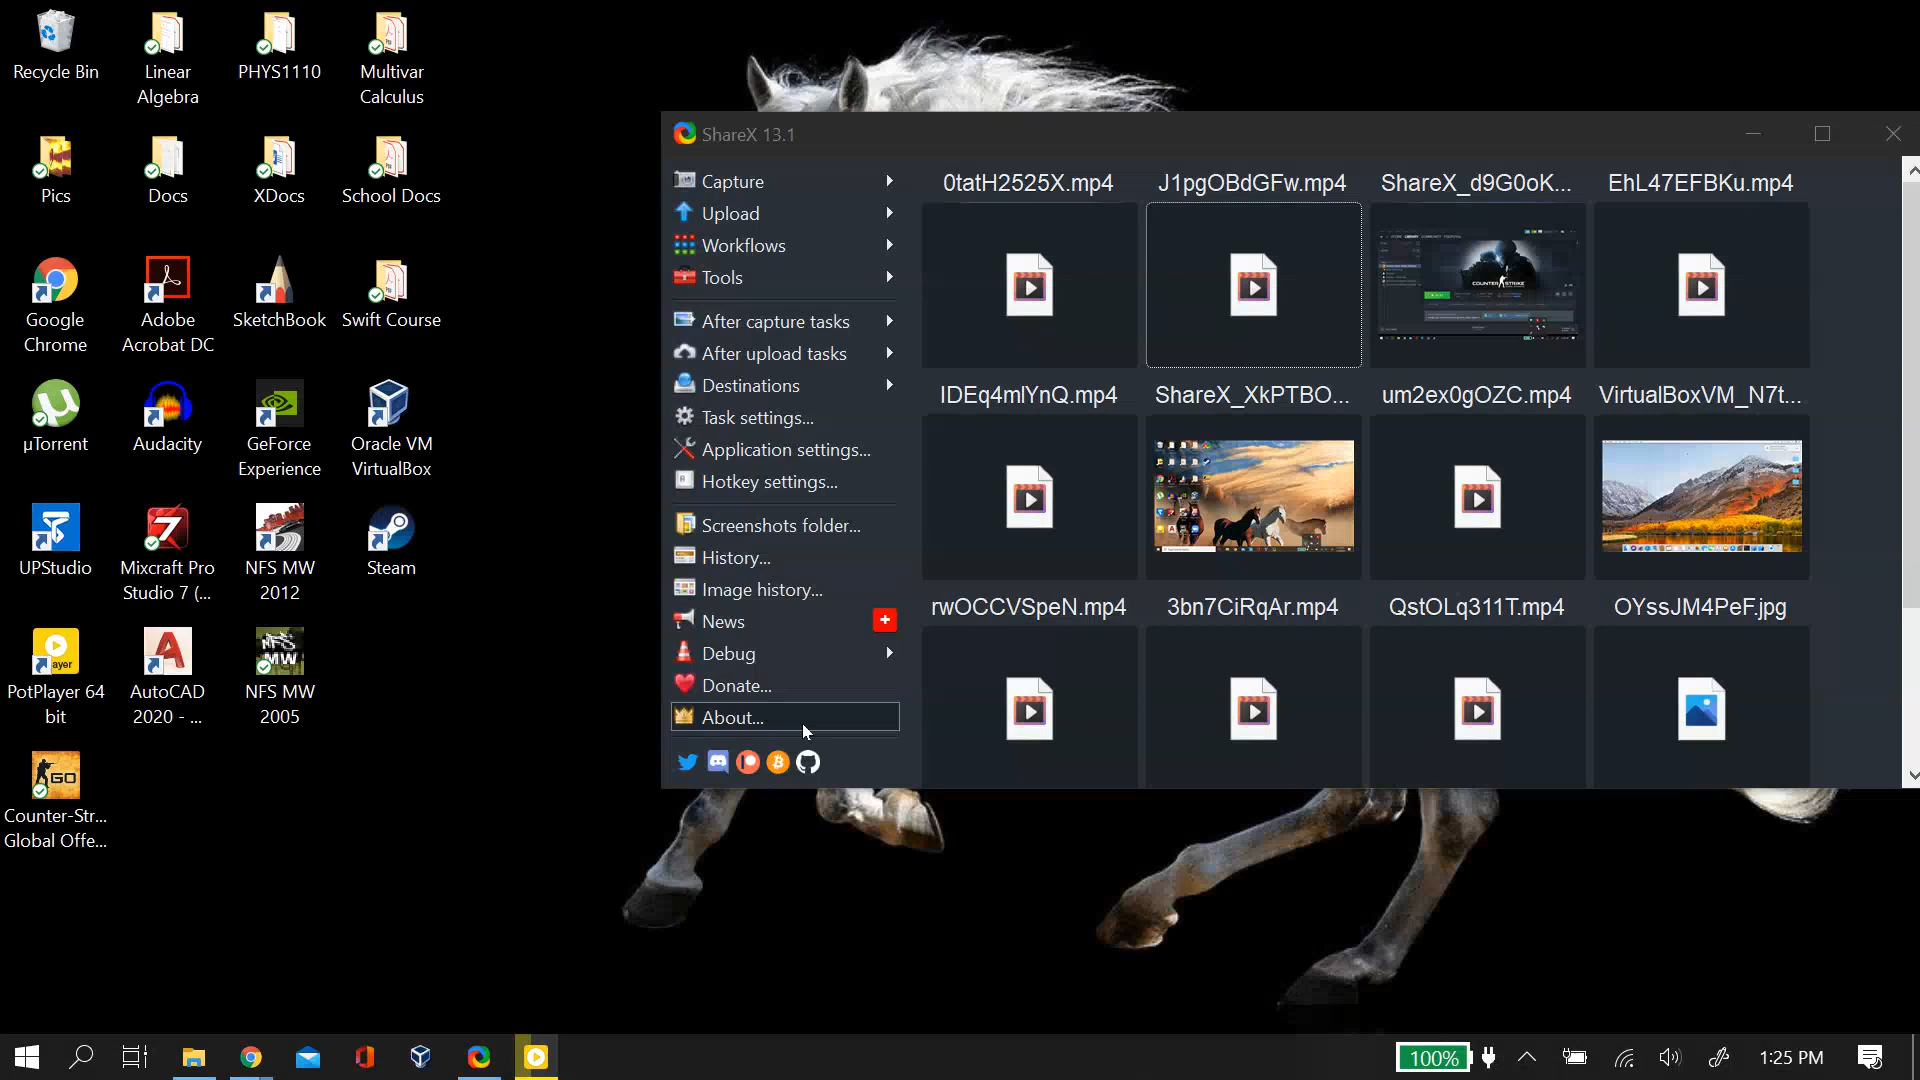 Recycle Bin
Linear
Algebra
PHYS1110
Multivar
Calculus
Pics
Docs
XDocs
School Docs
Google
Chrome
Adobe
Acrobat DC
SketchBook
Swift Course
µTorrent
Audacity
GeForce
Experience
Oracle VM
VirtualBox
UPStudio
Mixcraft Pro
Studio 7 (...
NFS MW
2012
Steam
PotPlayer 64
bit
AutoCAD
2020 - ...
NFS MW
2005
Counter-Str...
Global Offe...
ShareX 13.1
Capture
Upload
Workflows
Tools
After capture tasks
After upload tasks
Destinations
Task settings...
Application settings...
Hotkey settings...
Screenshots folder...
History...
Image history...
News
Debug
Donate...
About...
0tatH2525X.mp4
J1pgOBdGFw.mp4
ShareX_d9G0oK...
EhL47EFBKu.mp4
COUNTER STRIKE
IDEq4mlYnQ.mp4
ShareX_XkPTBO...
um2ex0gOZC.mp4
VirtualBoxVM_N7t...
rwOCCVSpeN.mp4
3bn7CiRqAr.mp4
QstOLq311T.mp4
OYssJM4PeF.jpg
100%
1:25 PM